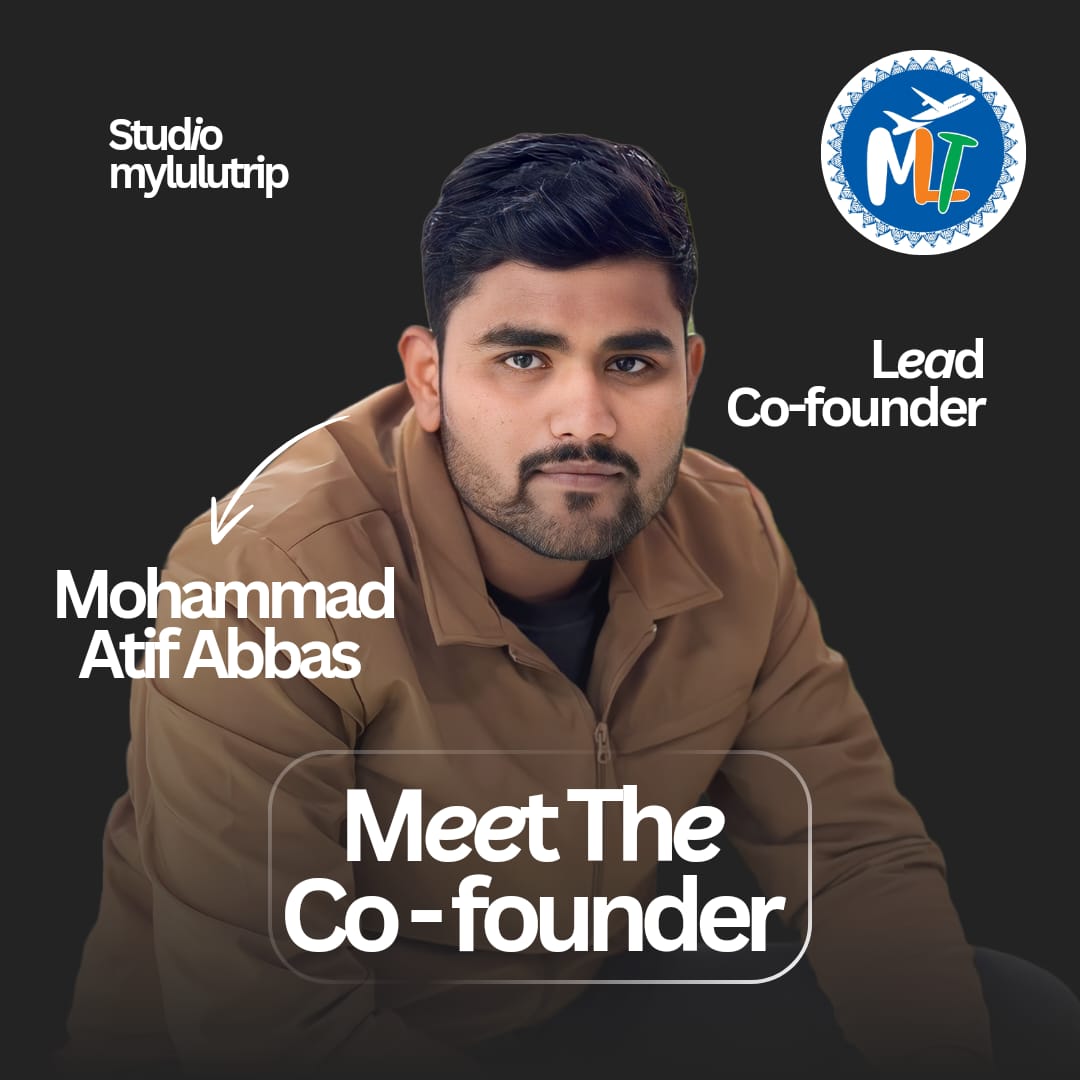 Studio
mylulutrip
MLT
Lead
Co-founder
Mohammad
Atif Abbas
Meet The
Co - founder